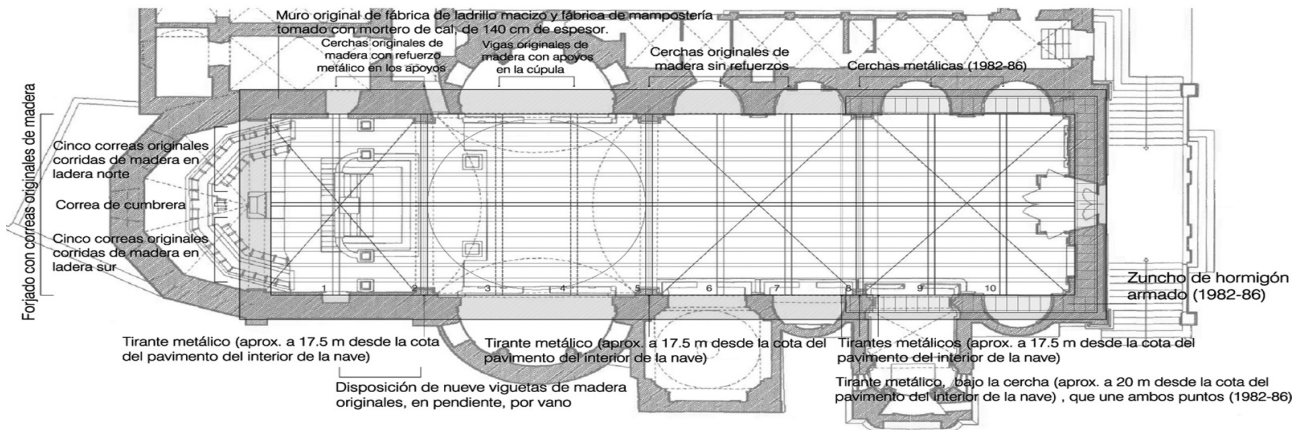 Muro original de fábrica de ladrillo macizo y fábrica de mampostería
tomado con mortero de cal, de 140 cm de espesor.
Cerchas originales de
madera con refuerzo
metálico en los apoyos
Vigas originales de
madera con apoyos
en la cúpula
Cerchas originales de
madera sin refuerzos
Cerchas metálicas (1982-86)
Forjado con correas originales de madera
Cinco correas originales
corridas de madera en
ladera norte
Correa de cumbrera
Cinco correas originales
corridas de madera en
ladera sur
1 2 3 4 5 6 7 8 9 10
Zuncho de hormigón
armado (1982-86)
Tirante metálico (aprox. a 17.5 m desde la cota
del pavimento del interior de la nave)
Tirante metálico (aprox. a 17.5 m desde la cota del
pavimento del interior de la nave)
Tirantes metálicos (aprox. a 17.5 m desde la cota del
pavimento del interior de la nave)
Disposición de nueve viguetas de madera
originales, en pendiente, por vano
Tirante metálico, bajo la cercha (aprox. a 20 m desde la cota del
pavimento del interior de la nave) , que une ambos puntos (1982-86)